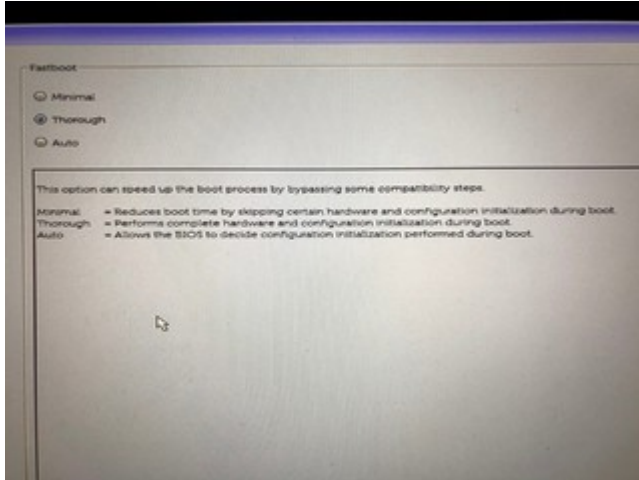 Fastboot
Minimal
Thorough
Auto
This option can speed up the boot process by bypassing some compatibility steps.
Minimal = Reduces boot time by skipping certain hardware and configuration initialization during boot.
Thorough = Performs complete hardware and configuration initialization during boot.
Auto = Allows the BIOS to decide configuration initialization performed during boot.